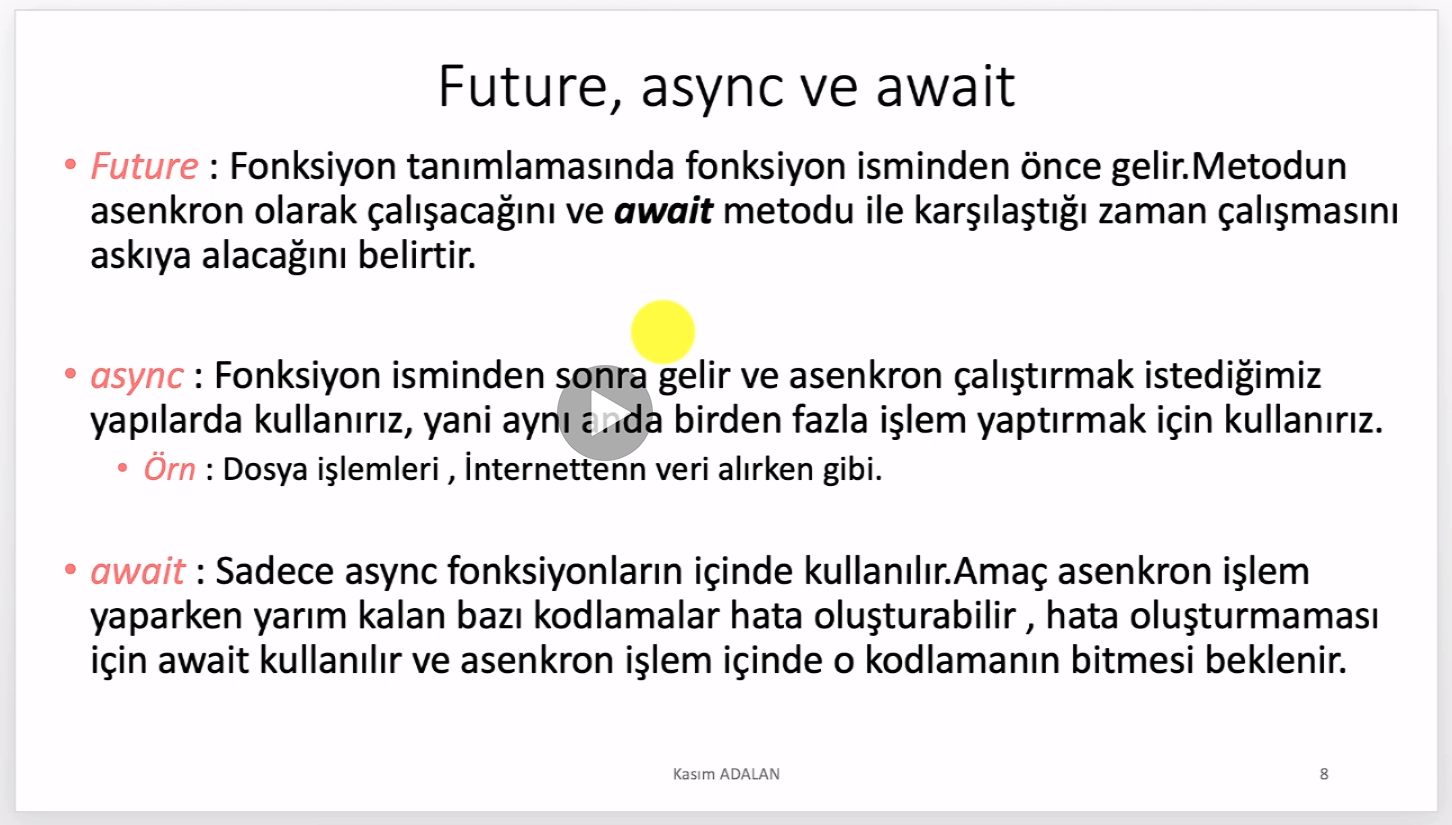 Future, async ve await
• Future : Fonksiyon tanımlamasında fonksiyon isminden önce gelir.Metodun
asenkron olarak çalışacağını ve await metodu ile karşılaştığı zaman çalışmasını
askıya alacağını belirtir.
• async : Fonksiyon isminden sonra gelir ve asenkron çalıştırmak istediğimiz
yapılarda kullanırız, yani aynı anda birden fazla işlem yaptırmak için kullanırız.
• Örn : Dosya işlemleri , İnternettenn veri alırken gibi.
• await : Sadece async fonksiyonların içinde kullanılır.Amaç asenkron işlem
yaparken yarım kalan bazı kodlamalar hata oluşturabilir , hata oluşturmaması
için await kullanılır ve asenkron işlem içinde o kodlamanın bitmesi beklenir.
Kasım ADALAN
8